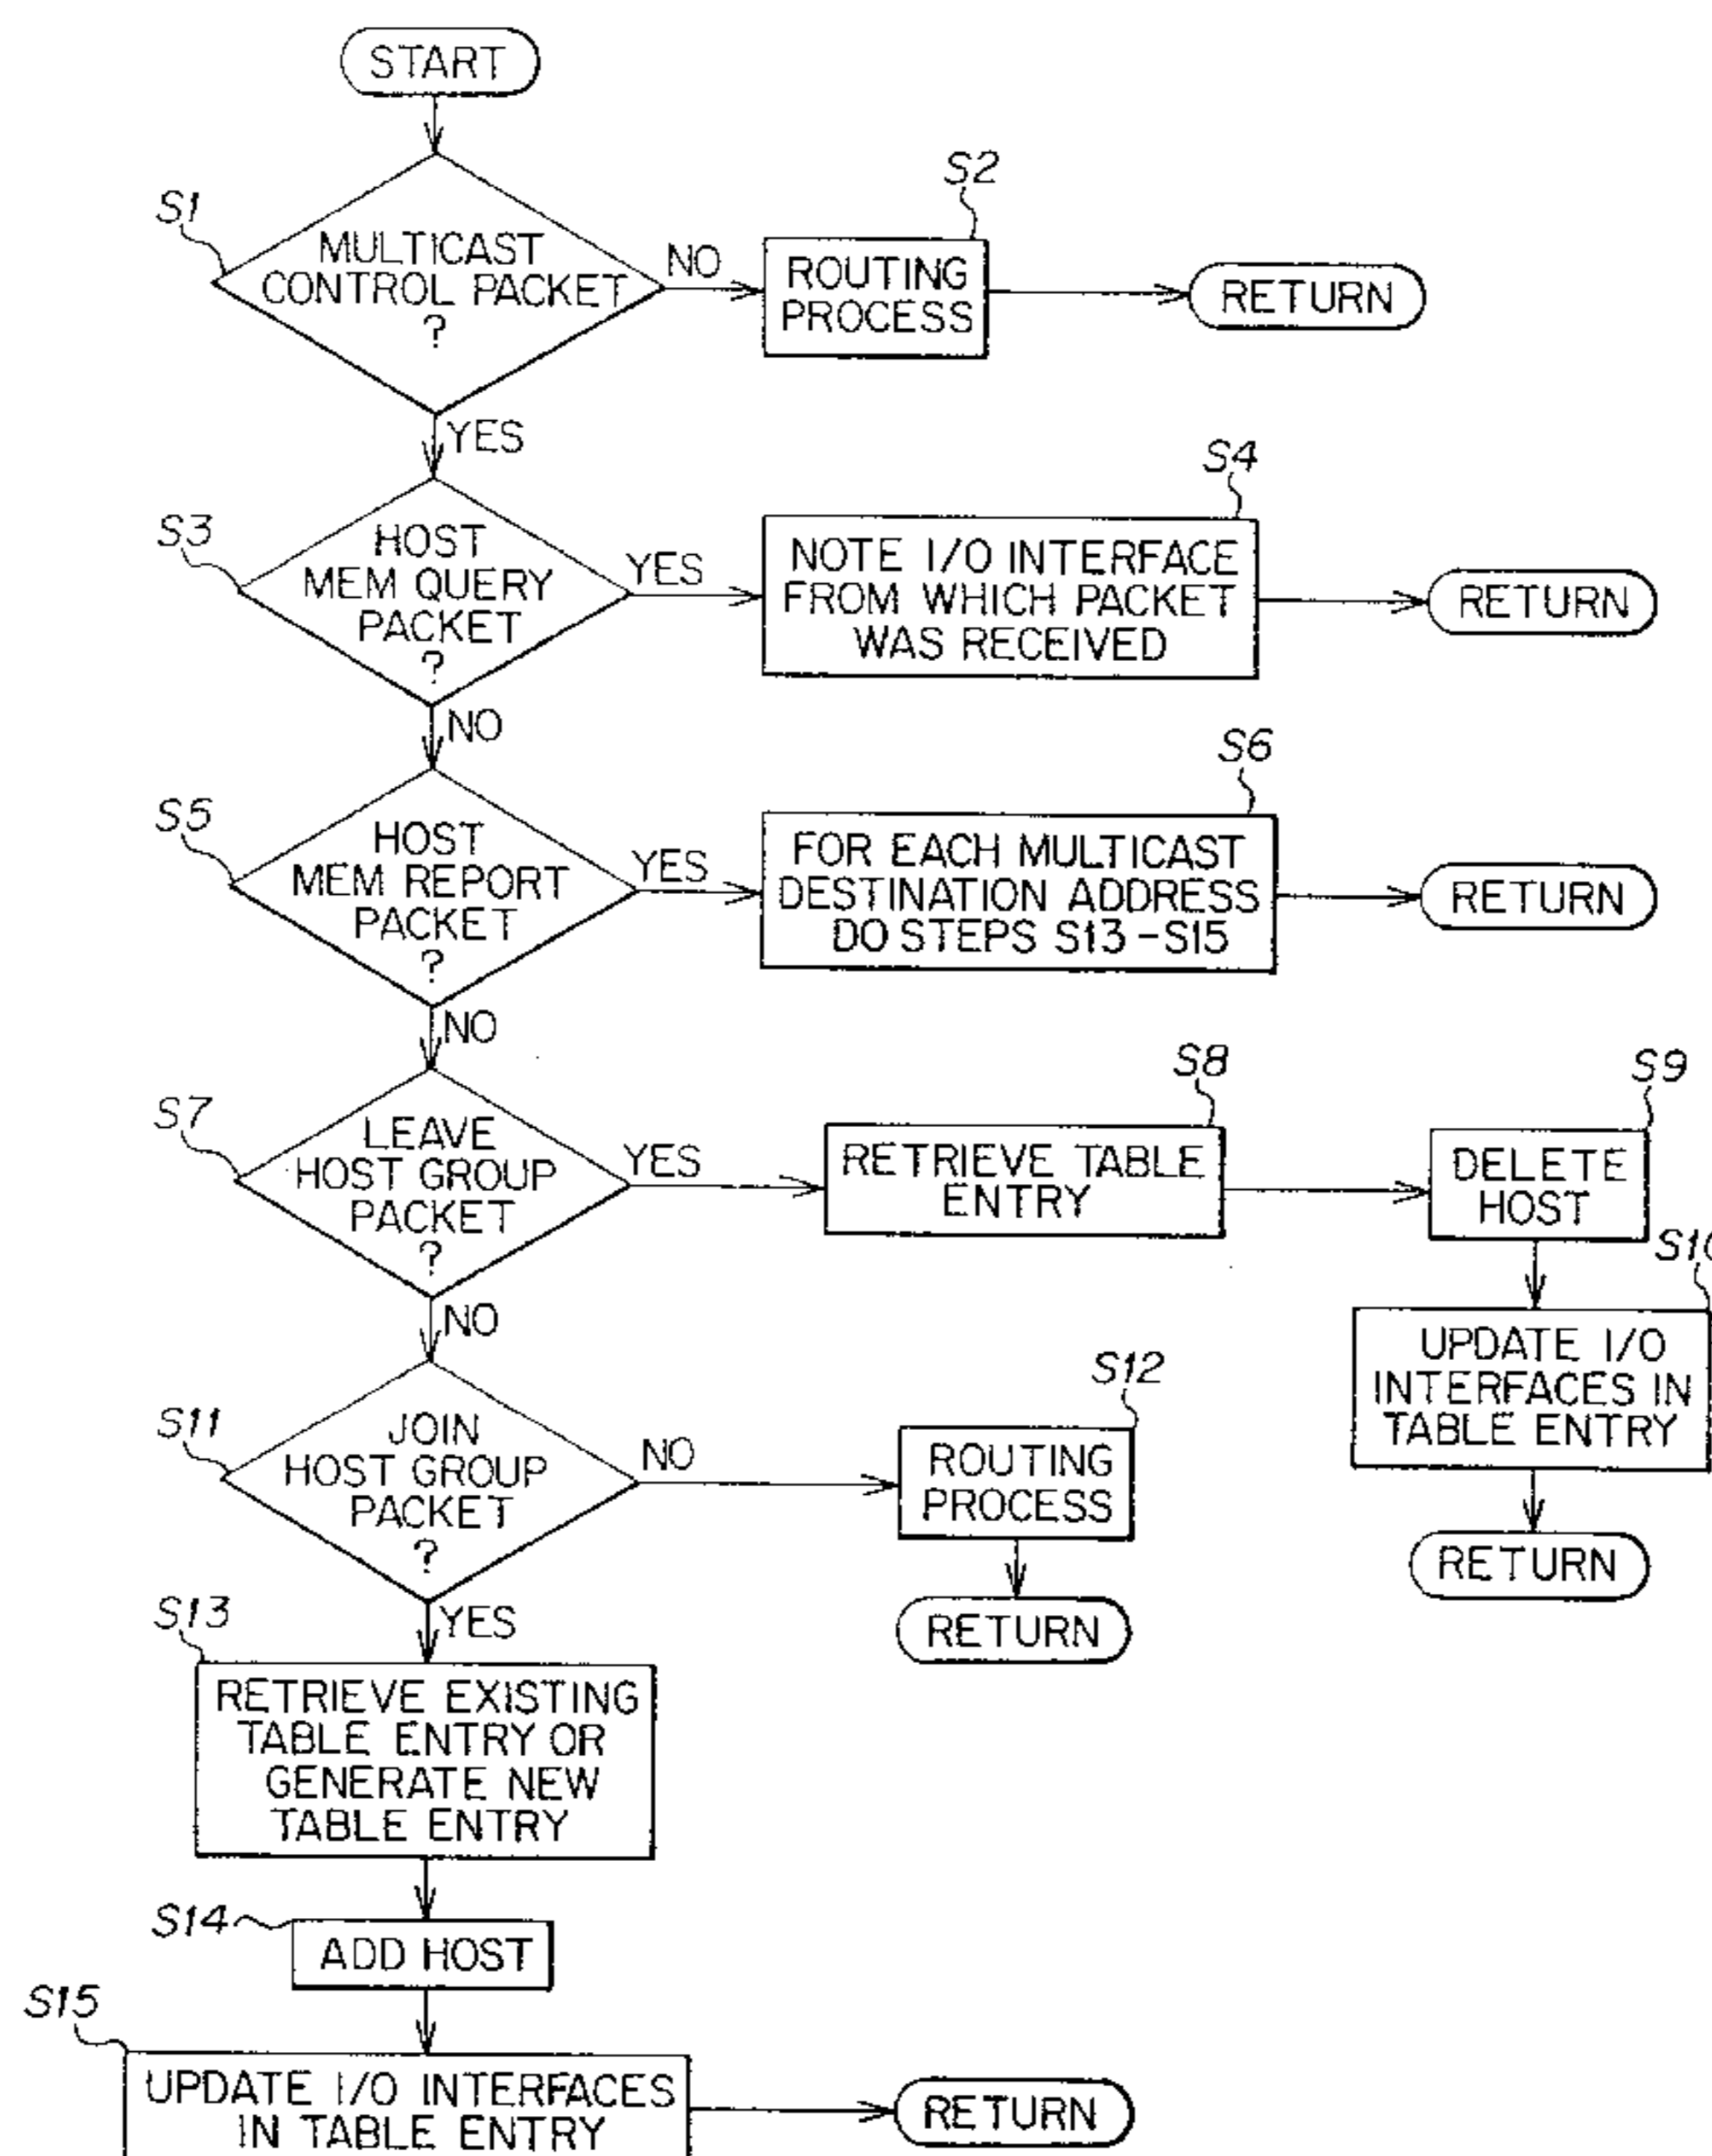 START
S1
MULTICAST
CONTROL PACKET
?
NO
S2
ROUTING
PROCESS
RETURN
YES
S3
HOST
MEM QUERY
PACKET
?
YES
S4
NOTE I/O INTERFACE
FROM WHICH PACKET
WAS RECEIVED
RETURN
NO
S5
HOST
MEM REPORT
PACKET
?
YES
S6
FOR EACH MULTICAST
DESTINATION ADDRESS
DO STEPS S13-S15
RETURN
NO
S7
LEAVE
HOST GROUP
PACKET
?
YES
S8
RETRIEVE TABLE
ENTRY
S9
DELETE
HOST
S10
UPDATE I/O
INTERFACES IN
TABLE ENTRY
RETURN
NO
S11
JOIN
HOST GROUP
PACKET
?
NO
S12
ROUTING
PROCESS
RETURN
YES
S13
RETRIEVE EXISTING
TABLE ENTRY OR
GENERATE NEW
TABLE ENTRY
S14
ADD HOST
S15
UPDATE I/O INTERFACES
IN TABLE ENTRY
RETURN